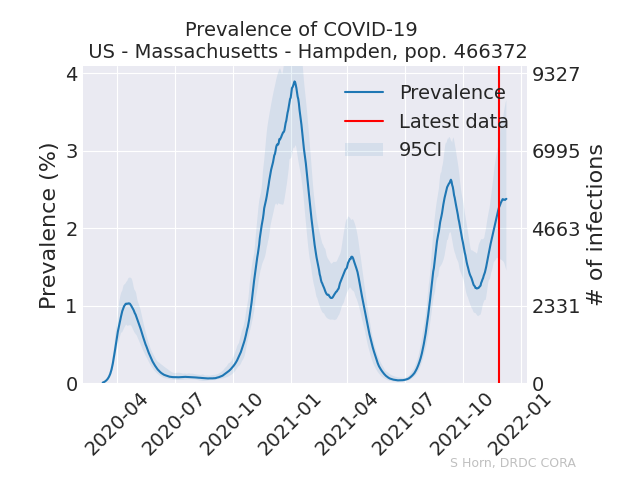 Prevalence of COVID-19
US - Massachusetts - Hampden, pop. 466372
Prevalence (%)
4
3
2
1
0
9327
6995
4663
2331
0
# of infections
Prevalence
Latest data
95CI
2020-04
2020-07
2020-10
2021-01
2021-04
2021-07
2021-10
2022-01
S Horn, DRDC CORA